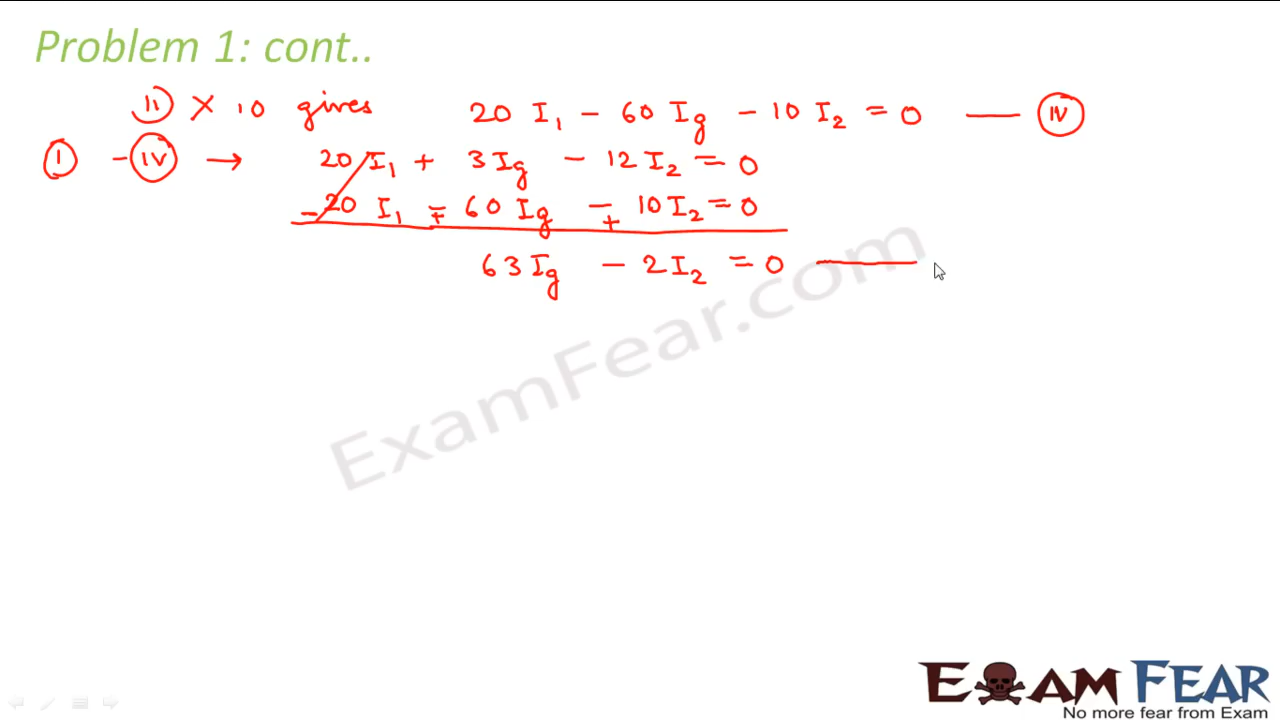 Problem 1: cont..
II × 10 gives 20 I₁ − 60 Ig − 10 I₂ = 0 — IV
I − IV → 20 I₁ + 3 Ig − 12 I₂ = 0
− 20 I₁ ∓ 60 Ig −+ 10 I₂ = 0
63 Ig − 2 I₂ = 0 —
ExamFear.com
EXAM FEAR
No more fear from Exam